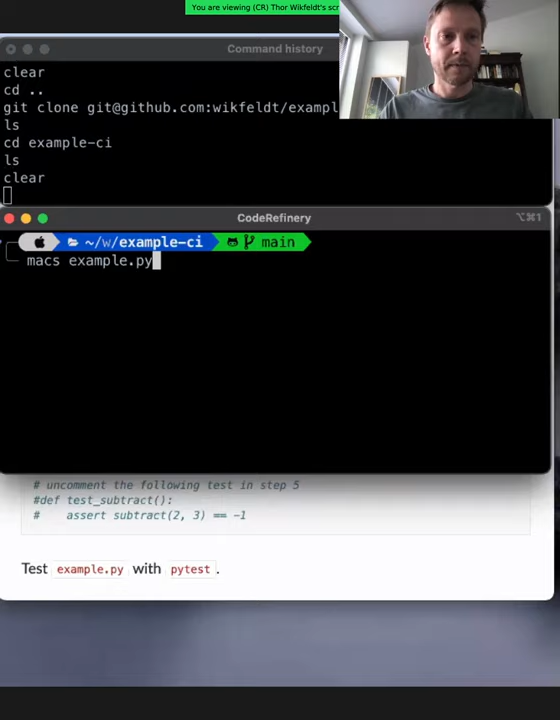 You are viewing (CR) Thor Wikfeldt's scr
Command history
clear
cd ..
git clone git@github.com:wikfeldt/exampl
ls
cd example-ci
ls
clear
CodeRefinery
⌥⌘1
~/w/example-ci main
macs example.py
# uncomment the following test in step 5
#def test_subtract():
# assert subtract(2, 3) == -1
Test example.py with pytest.